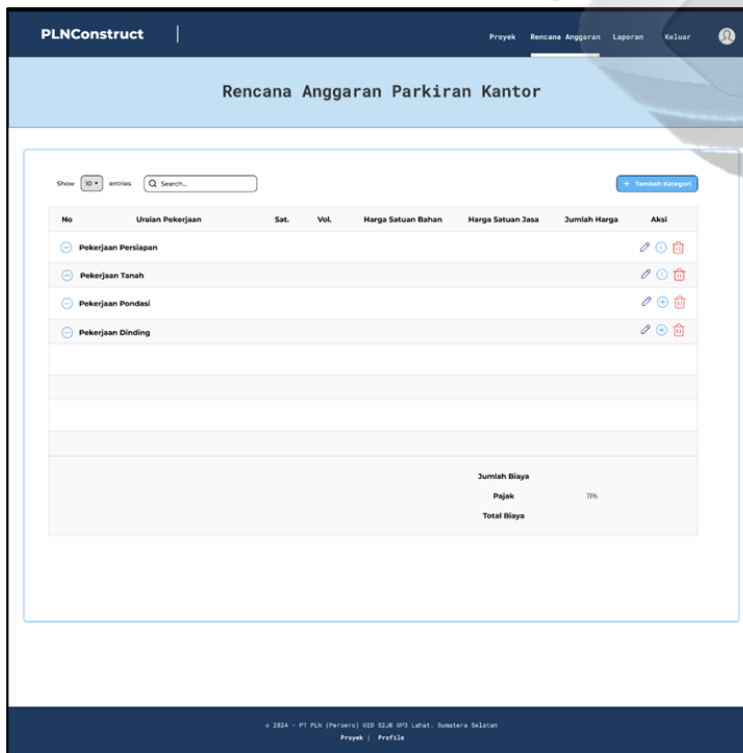 PLNConstruct
Proyek Rencana Anggaran Laporan Keluar
Rencana Anggaran Parkiran Kantor
Show 10 entries Search... + Tambah Kategori
No Uraian Pekerjaan Sat. Vol. Harga Satuan Bahan Harga Satuan Jasa Jumlah Harga Aksi
Pekerjaan Persiapan
Pekerjaan Tanah
Pekerjaan Pondasi
Pekerjaan Dinding
Jumlah Biaya
Pajak 11%
Total Biaya
© 2024 - PT PLN (Persero) UID S2JB UP3 Lahat. Sumatera Selatan
Proyek | Profile